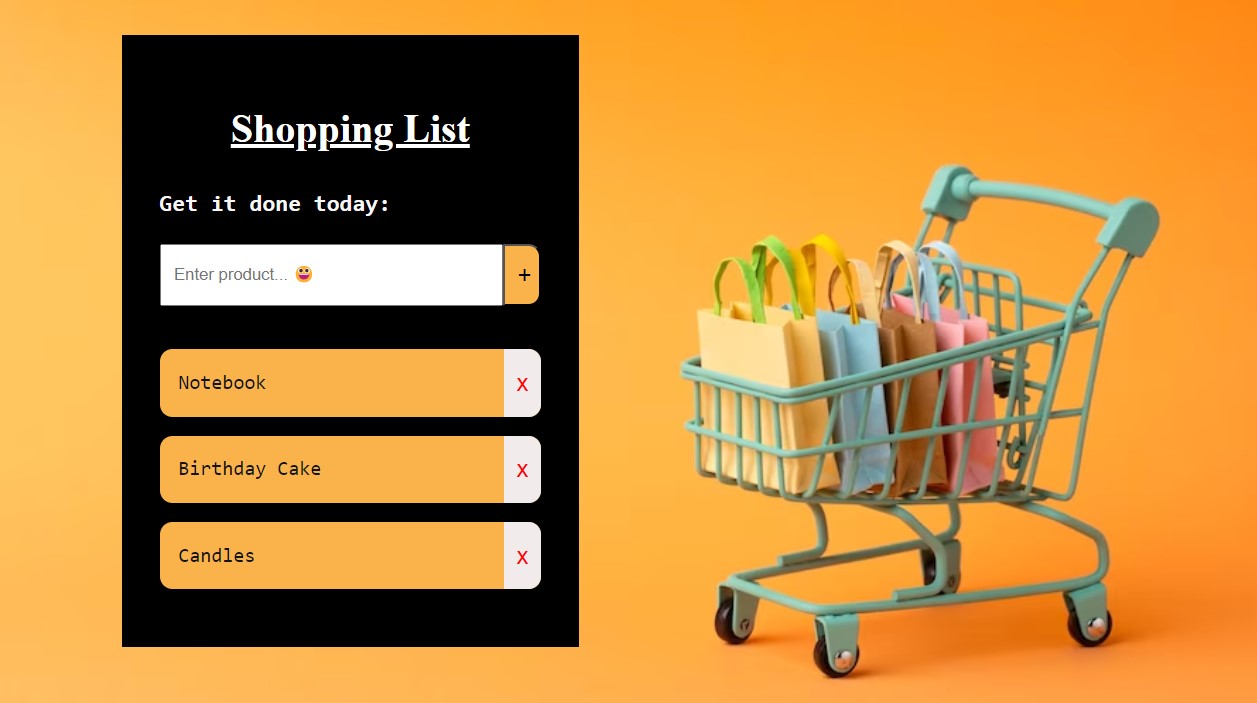 Shopping List
Get it done today:
Enter product... 😀
+
Notebook
x
Birthday Cake
x
Candles
x